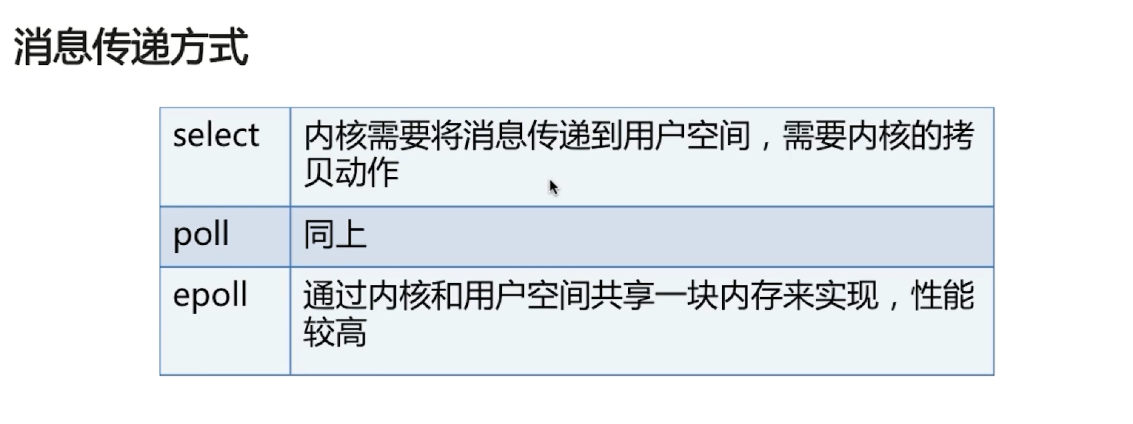 消息传递方式
select
内核需要将消息传递到用户空间，需要内核的拷
贝动作
poll
同上
epoll
通过内核和用户空间共享一块内存来实现，性能
较高